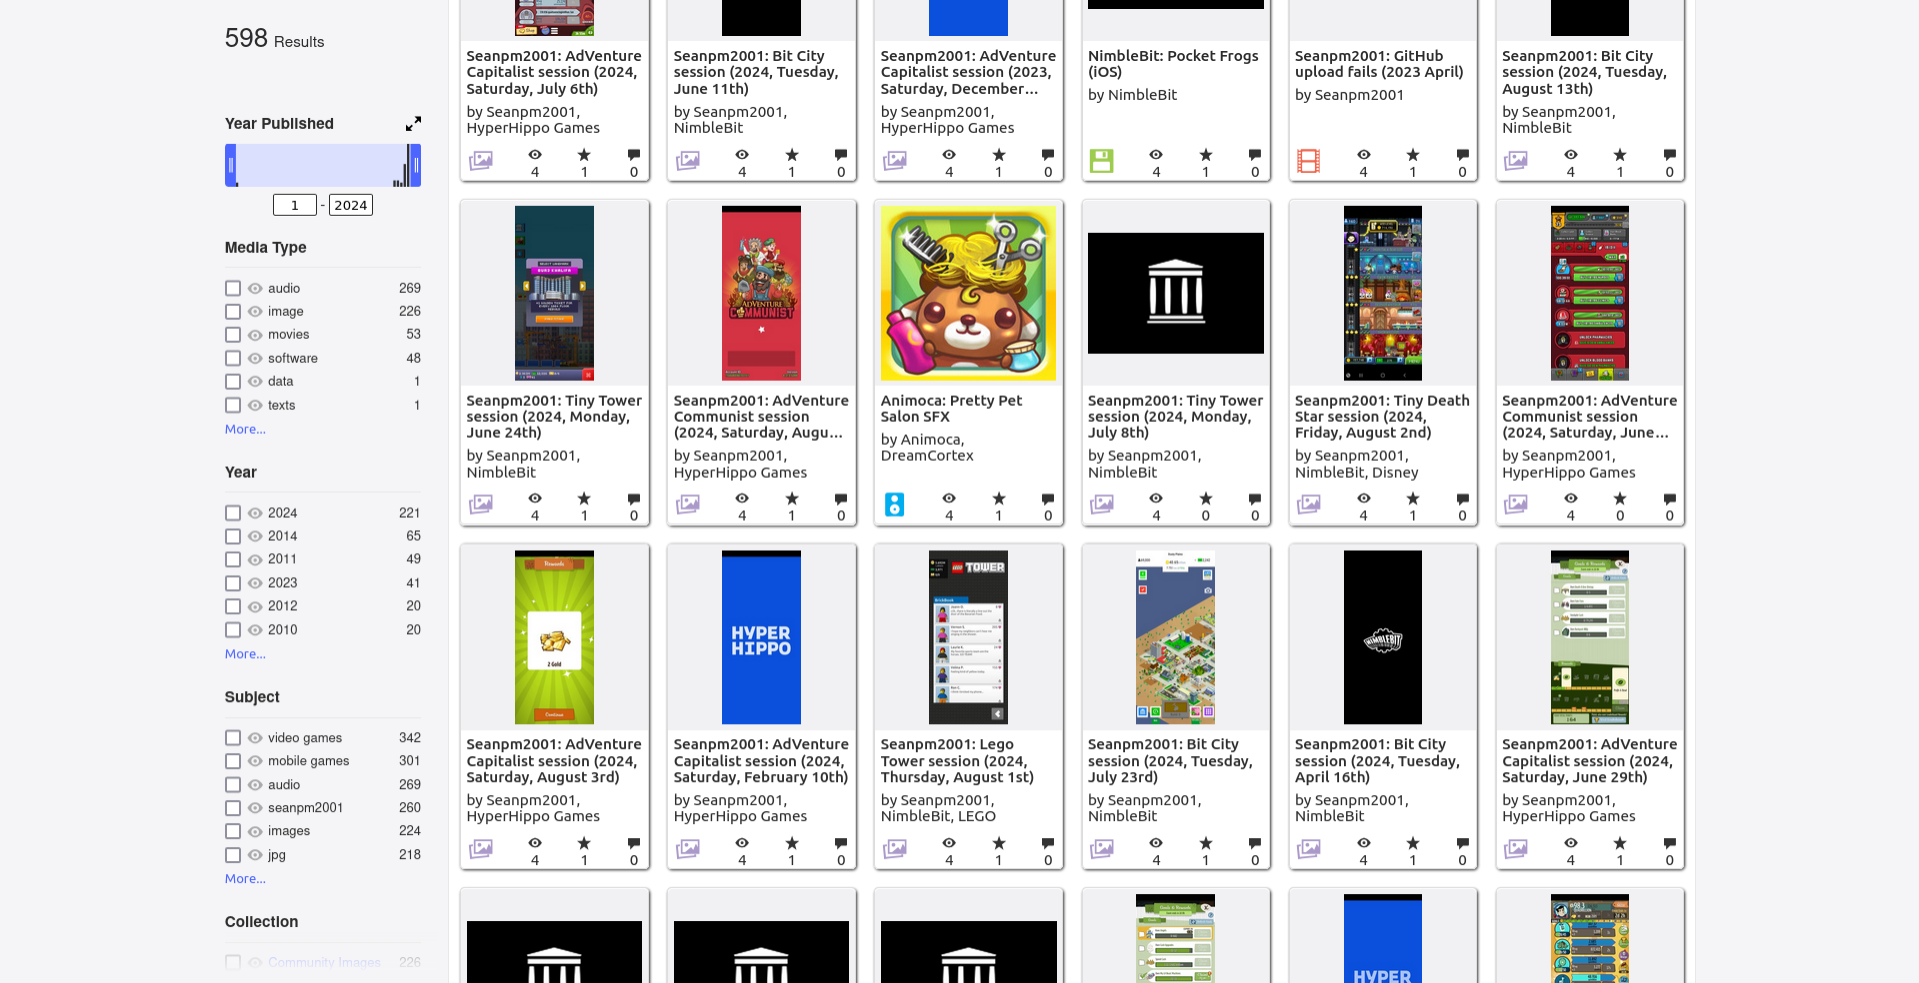 598 Results
Year Published
1 - 2024
Media Type
audio 269
image 226
movies 53
software 48
data 1
texts 1
More...
Year
2024 221
2014 65
2011 49
2023 41
2012 20
2010 20
More...
Subject
video games 342
mobile games 301
audio 269
seanpm2001 260
images 224
jpg 218
More...
Collection
Community Images 226
Seanpm2001: AdVenture
Capitalist session (2024,
Saturday, July 6th)
by Seanpm2001,
HyperHippo Games
4 1 0
Seanpm2001: Bit City
session (2024, Tuesday,
June 11th)
by Seanpm2001,
NimbleBit
4 1 0
Seanpm2001: AdVenture
Capitalist session (2023,
Saturday, December...
by Seanpm2001,
HyperHippo Games
4 1 0
NimbleBit: Pocket Frogs
(iOS)
by NimbleBit
4 1 0
Seanpm2001: GitHub
upload fails (2023 April)
by Seanpm2001
4 1 0
Seanpm2001: Bit City
session (2024, Tuesday,
August 13th)
by Seanpm2001,
NimbleBit
4 1 0
Seanpm2001: Tiny Tower
session (2024, Monday,
June 24th)
by Seanpm2001,
NimbleBit
4 1 0
ADVENTURE
COMMUNIST
Seanpm2001: AdVenture
Communist session
(2024, Saturday, Augu...
by Seanpm2001,
HyperHippo Games
4 1 0
Animoca: Pretty Pet
Salon SFX
by Animoca,
DreamCortex
4 1 0
Seanpm2001: Tiny Tower
session (2024, Monday,
July 8th)
by Seanpm2001,
NimbleBit
4 0 0
Seanpm2001: Tiny Death
Star session (2024,
Friday, August 2nd)
by Seanpm2001,
NimbleBit, Disney
4 1 0
Seanpm2001: AdVenture
Communist session
(2024, Saturday, June...
by Seanpm2001,
HyperHippo Games
4 0 0
Rewards
2 Gold
Continue
Seanpm2001: AdVenture
Capitalist session (2024,
Saturday, August 3rd)
by Seanpm2001,
HyperHippo Games
4 1 0
HYPER
HIPPO
Seanpm2001: AdVenture
Capitalist session (2024,
Saturday, February 10th)
by Seanpm2001,
HyperHippo Games
4 1 0
LEGO TOWER
Seanpm2001: Lego
Tower session (2024,
Thursday, August 1st)
by Seanpm2001,
NimbleBit, LEGO
4 1 0
Seanpm2001: Bit City
session (2024, Tuesday,
July 23rd)
by Seanpm2001,
NimbleBit
4 1 0
NIMBLEBIT
Seanpm2001: Bit City
session (2024, Tuesday,
April 16th)
by Seanpm2001,
NimbleBit
4 1 0
Seanpm2001: AdVenture
Capitalist session (2024,
Saturday, June 29th)
by Seanpm2001,
HyperHippo Games
4 1 0
HYPER